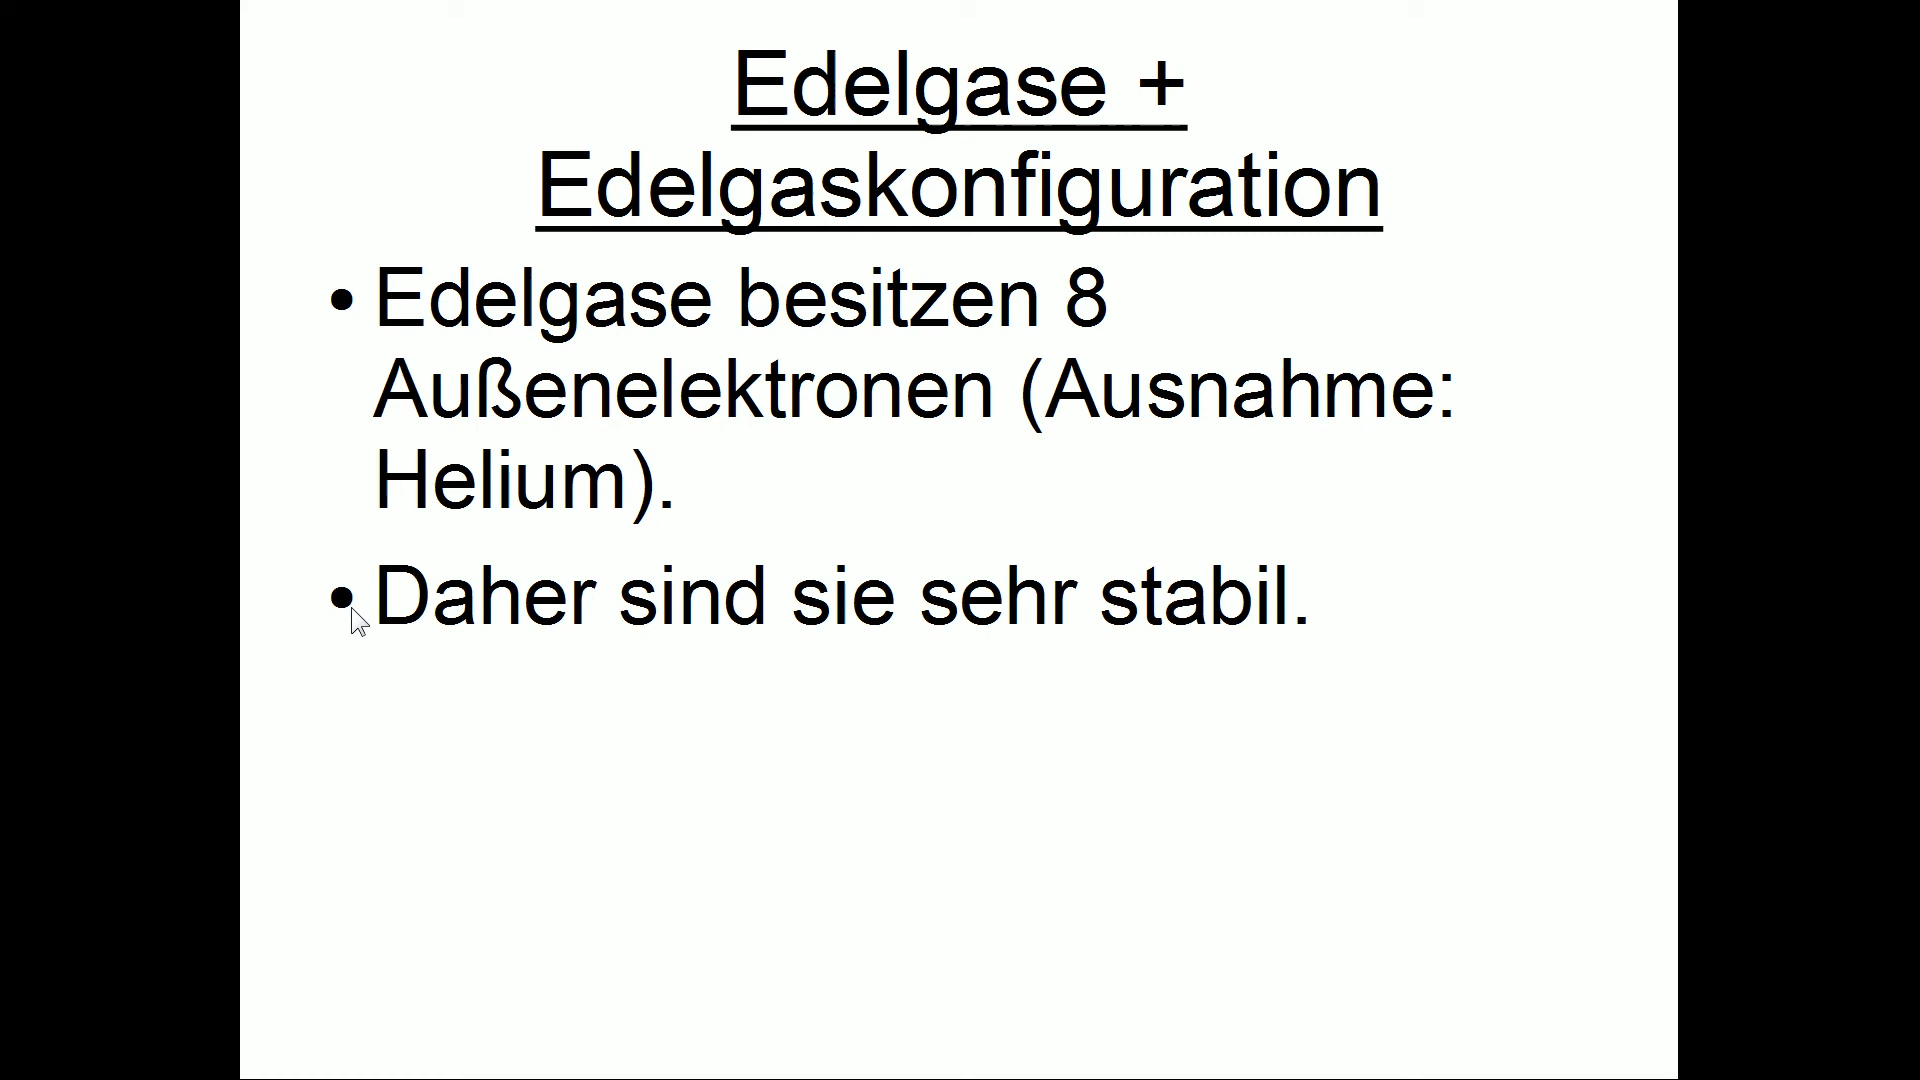 Edelgase +
Edelgaskonfiguration
• Edelgase besitzen 8
Außenelektronen (Ausnahme:
Helium).
• Daher sind sie sehr stabil.